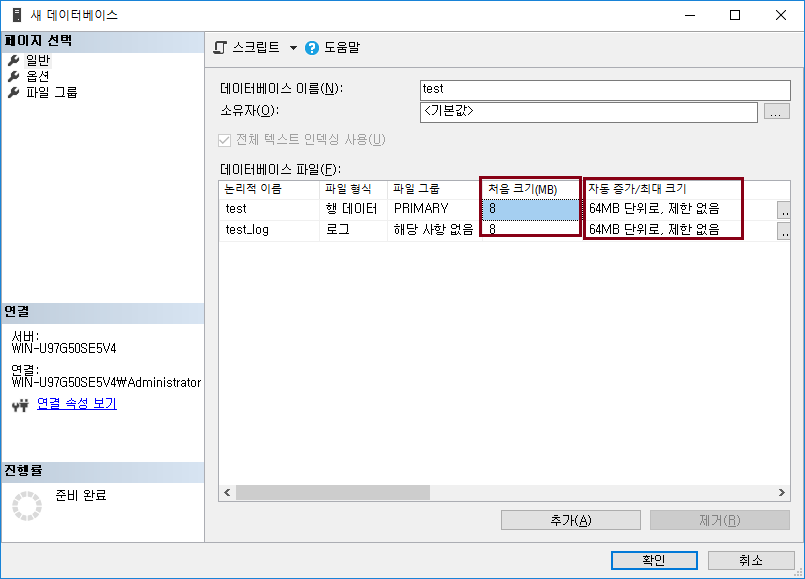 새 데이터베이스
페이지 선택
일반
옵션
파일 그룹
스크립트
도움말
데이터베이스 이름(N):
test
소유자(O):
<기본값>
...
전체 텍스트 인덱싱 사용(U)
데이터베이스 파일(F):
논리적 이름 파일 형식 파일 그룹 처음 크기(MB) 자동 증가/최대 크기
test 행 데이터 PRIMARY 8 64MB 단위로, 제한 없음 ..
test_log 로그 해당 사항 없음 8 64MB 단위로, 제한 없음 ..
연결
서버:
WIN-U97G50SE5V4
연결:
WIN-U97G50SE5V4₩Administrator
연결 속성 보기
진행률
준비 완료
추가(A)
제거(R)
확인
취소